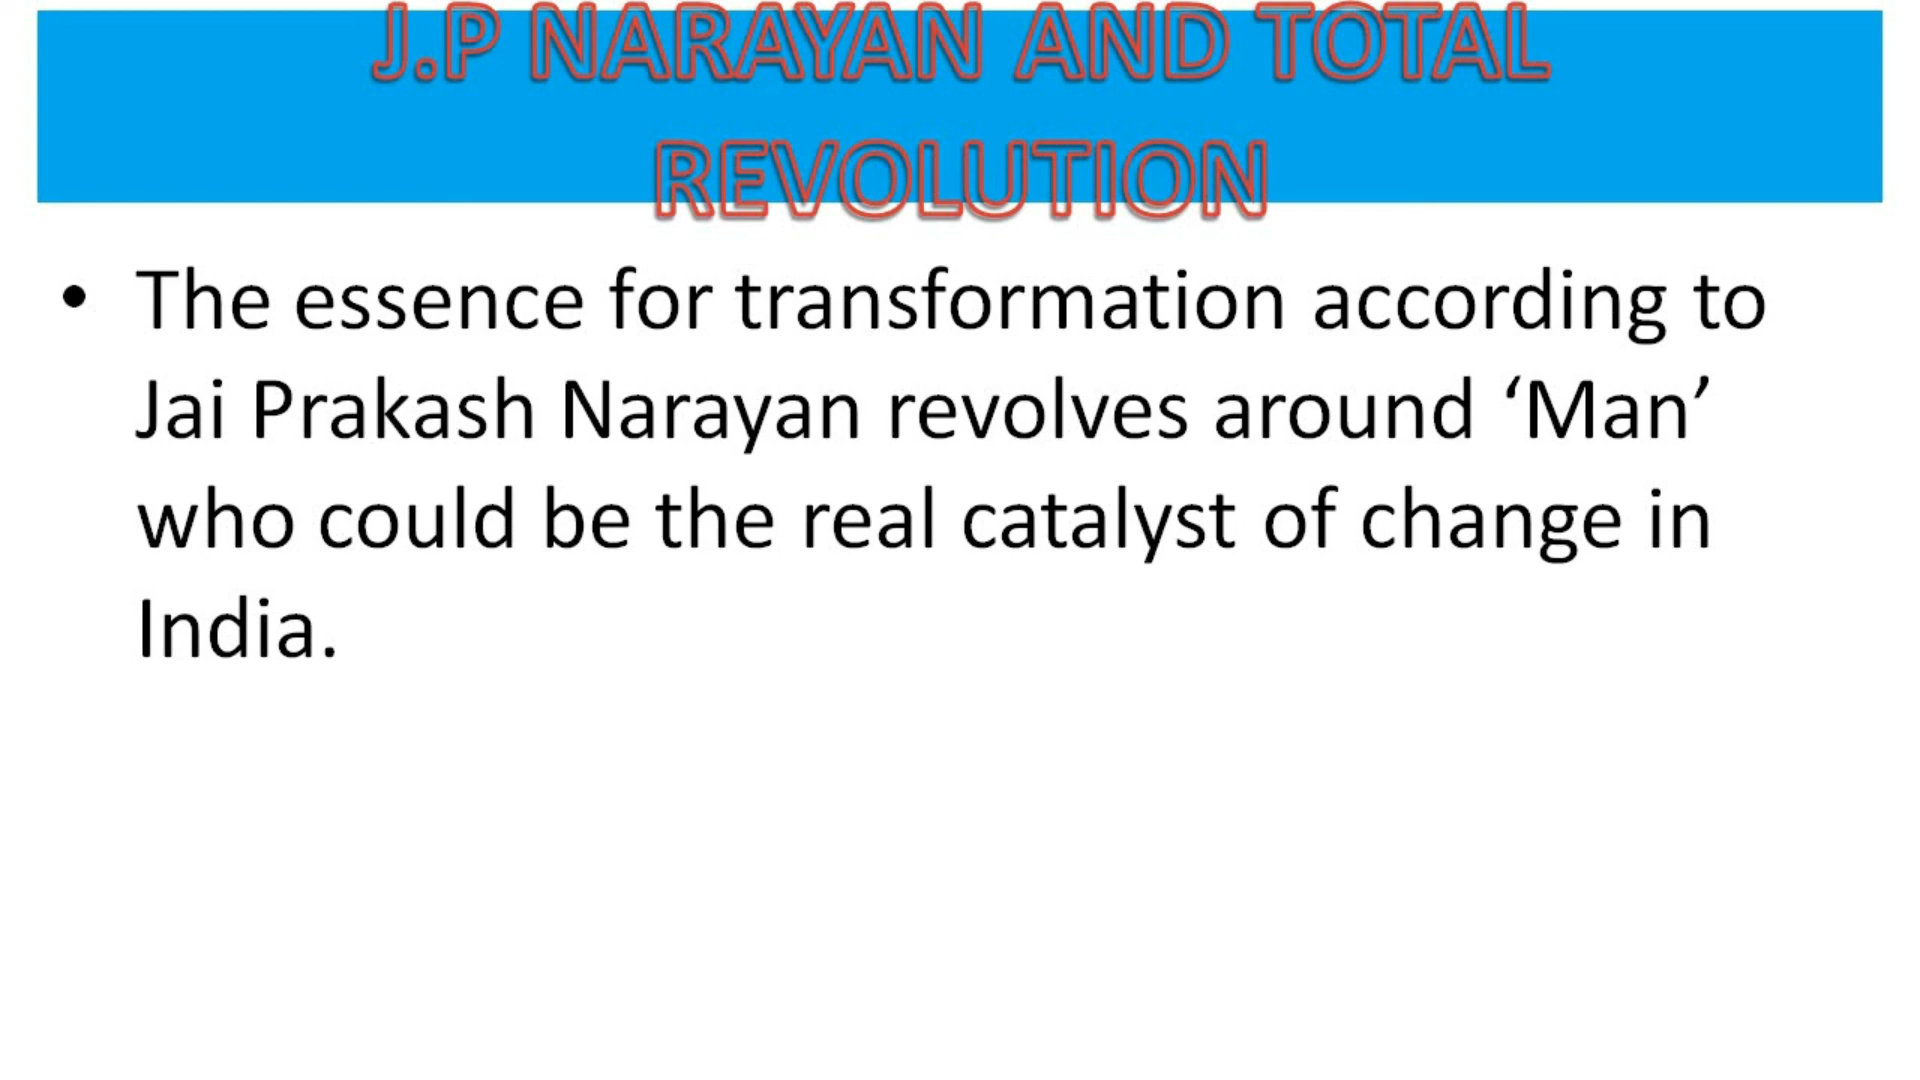 J.P NARAYAN AND TOTAL
REVOLUTION
• The essence for transformation according to
Jai Prakash Narayan revolves around ‘Man’
who could be the real catalyst of change in
India.